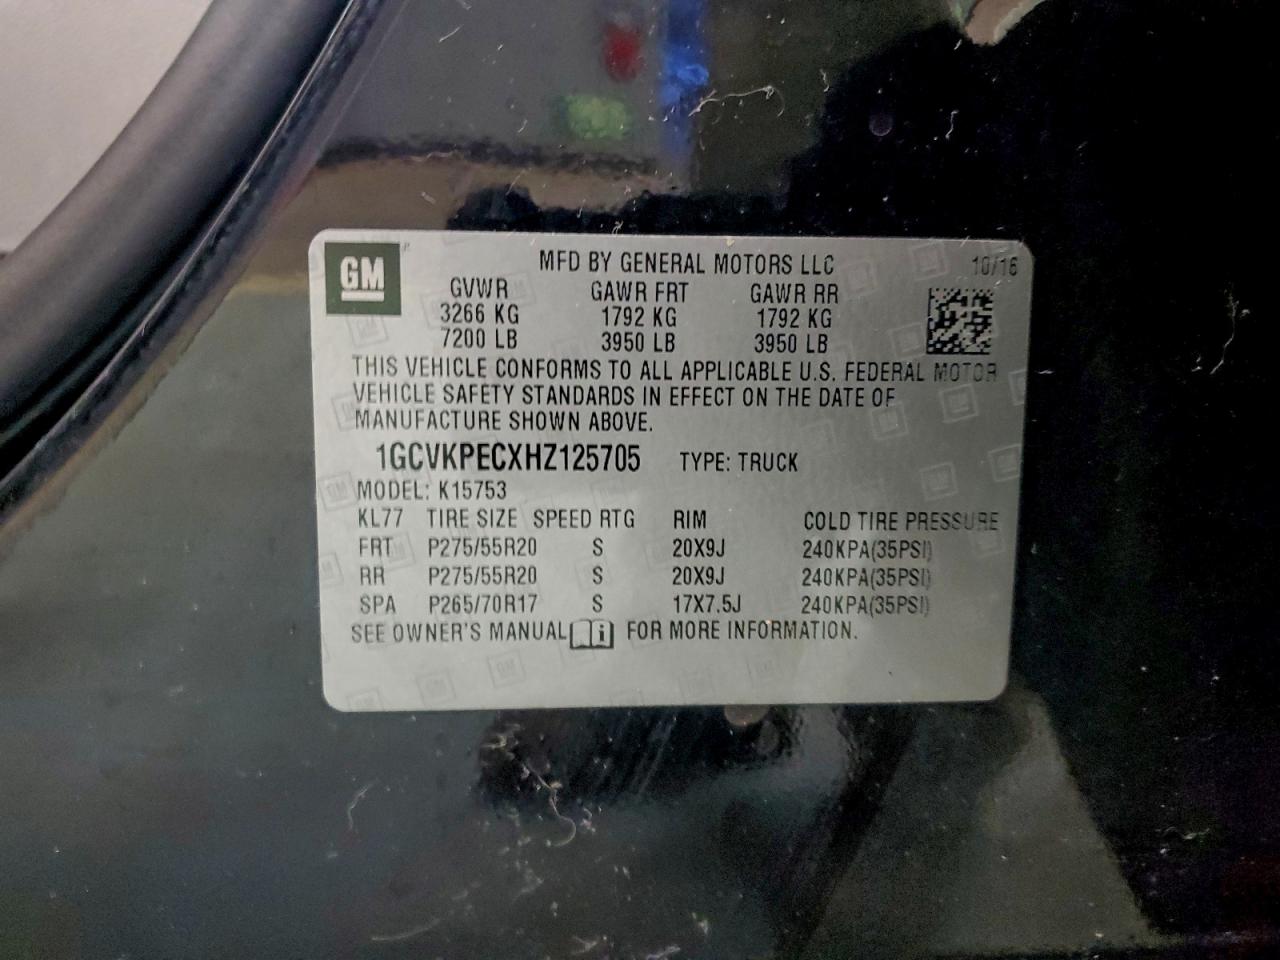 GM
MFD BY GENERAL MOTORS LLC 10/16
GVWR GAWR FRT GAWR RR
3266 KG 1792 KG 1792 KG
7200 LB 3950 LB 3950 LB
THIS VEHICLE CONFORMS TO ALL APPLICABLE U.S. FEDERAL MOTOR
VEHICLE SAFETY STANDARDS IN EFFECT ON THE DATE OF
MANUFACTURE SHOWN ABOVE.
1GCVKPECXHZ125705 TYPE: TRUCK
MODEL: K15753
KL77 TIRE SIZE SPEED RTG RIM COLD TIRE PRESSURE
FRT P275/55R20 S 20X9J 240KPA(35PSI)
RR P275/55R20 S 20X9J 240KPA(35PSI)
SPA P265/70R17 S 17X7.5J 240KPA(35PSI)
SEE OWNER'S MANUAL i FOR MORE INFORMATION.